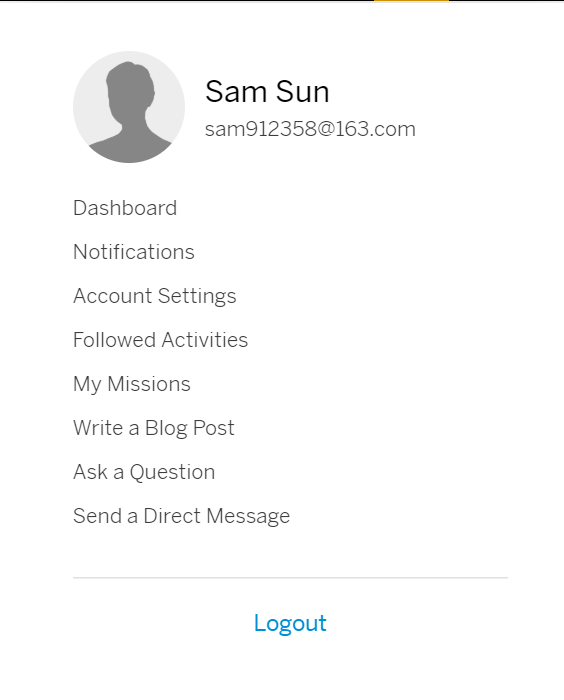 Sam Sun
sam912358@163.com
Dashboard
Notifications
Account Settings
Followed Activities
My Missions
Write a Blog Post
Ask a Question
Send a Direct Message
Logout